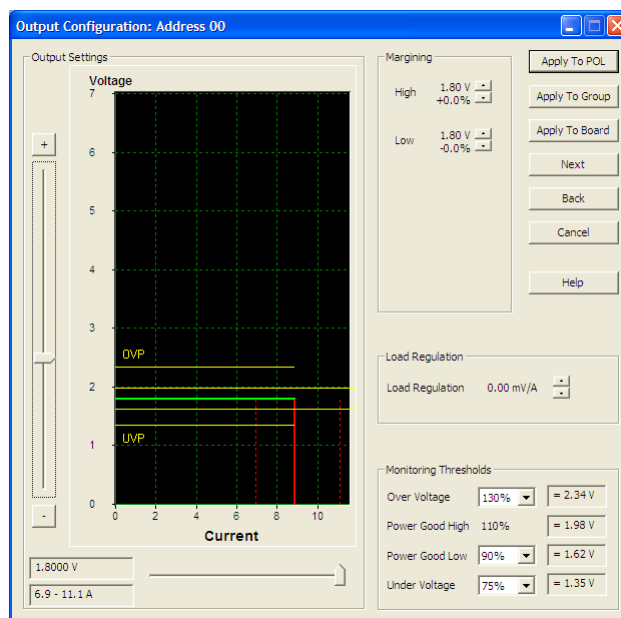 Output Configuration: Address 00
Output Settings
Voltage
7
6
5
4
3
2
1
0
OVP
UVP
0 2 4 6 8 10
Current
+
-
1.8000 V
6.9 - 11.1 A
Margining
High 1.80 V
+0.0%
Low 1.80 V
-0.0%
Apply To POL
Apply To Group
Apply To Board
Next
Back
Cancel
Help
Load Regulation
Load Regulation 0.00 mV/A
Monitoring Thresholds
Over Voltage 130% = 2.34 V
Power Good High 110% = 1.98 V
Power Good Low 90% = 1.62 V
Under Voltage 75% = 1.35 V